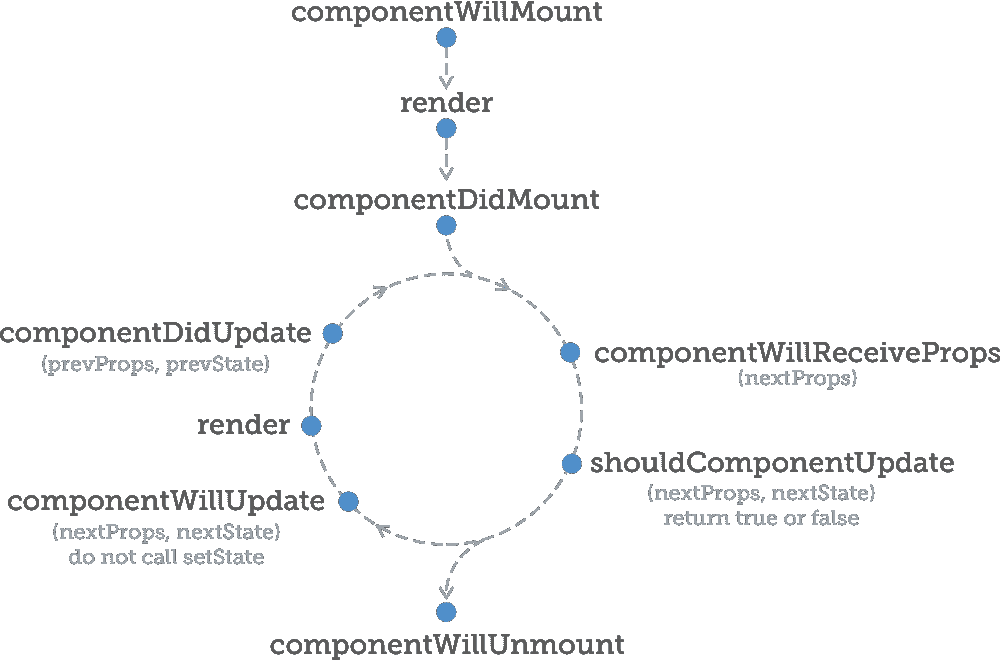 componentWillMount
render
componentDidMount
componentDidUpdate
(prevProps, prevState)
componentWillReceiveProps
(nextProps)
render
shouldComponentUpdate
(nextProps, nextState)
return true or false
componentWillUpdate
(nextProps, nextState)
do not call setState
componentWillUnmount